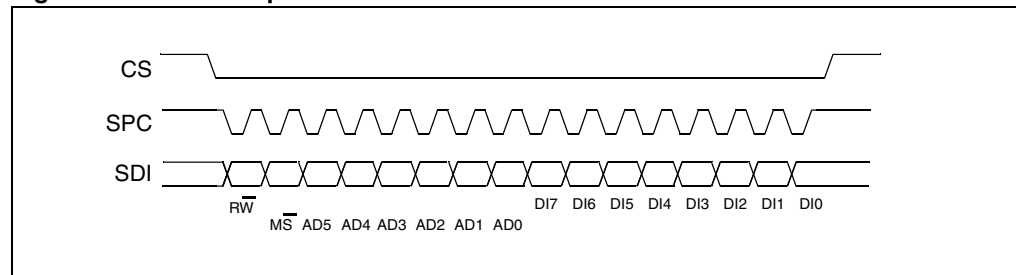 CS
SPC
SDI
RW̅ DI7 DI6 DI5 DI4 DI3 DI2 DI1 DI0
MS̅ AD5 AD4 AD3 AD2 AD1 AD0